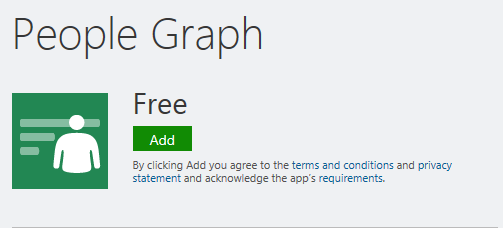 People Graph
Free
Add
By clicking Add you agree to the terms and conditions and privacy
statement and acknowledge the app's requirements.